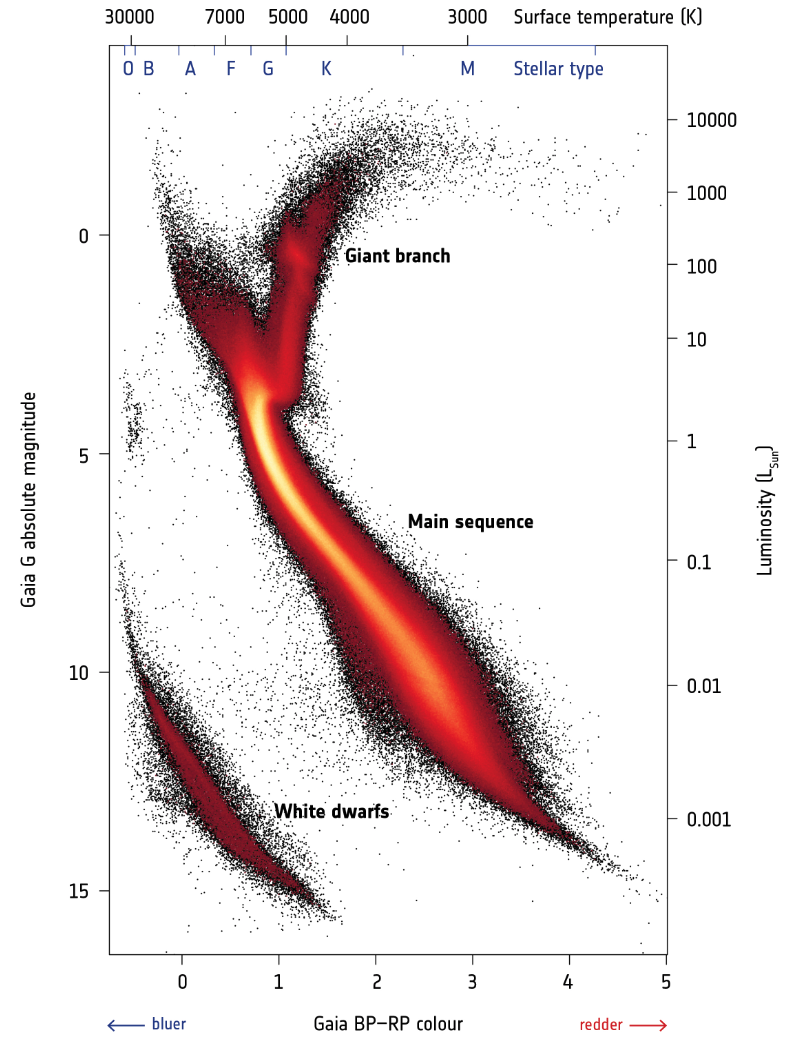 30000 7000 5000 4000 3000 Surface temperature (K)
O B A F G K M Stellar type
10000
1000
0
Giant branch
100
10
Gaia G absolute magnitude
5
1
Luminosity (LSun)
Main sequence
0.1
10
0.01
White dwarfs
0.001
15
0 1 2 3 4 5
bluer Gaia BP–RP colour redder